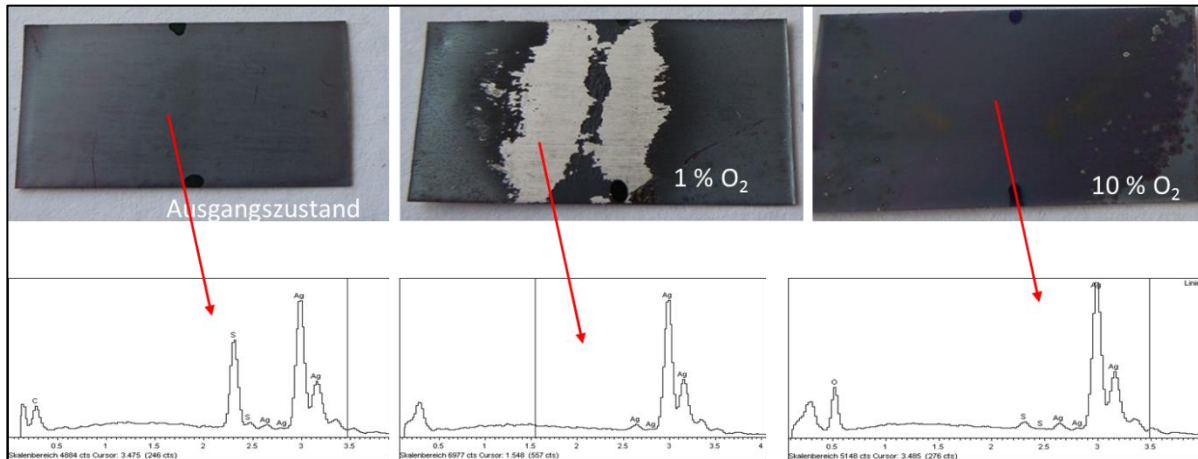 Ausgangszustand
1 % O₂
10 % O₂
C
S
S
Ag
Ag
Ag
Ag
0.5
1
1.5
2
2.5
3
3.5
Skalenbereich 4884 cts Cursor: 3.475 (246 cts)
Ag
Ag
Ag
Ag
0.5
1
1.5
2
2.5
3
3.5
4
Skalenbereich 6977 cts Cursor: 1.548 (557 cts)
Linie
O
S
S
Ag
Ag
Ag
Ag
0.5
1
1.5
2
2.5
3
3.5
Skalenbereich 5148 cts Cursor: 3.485 (276 cts)